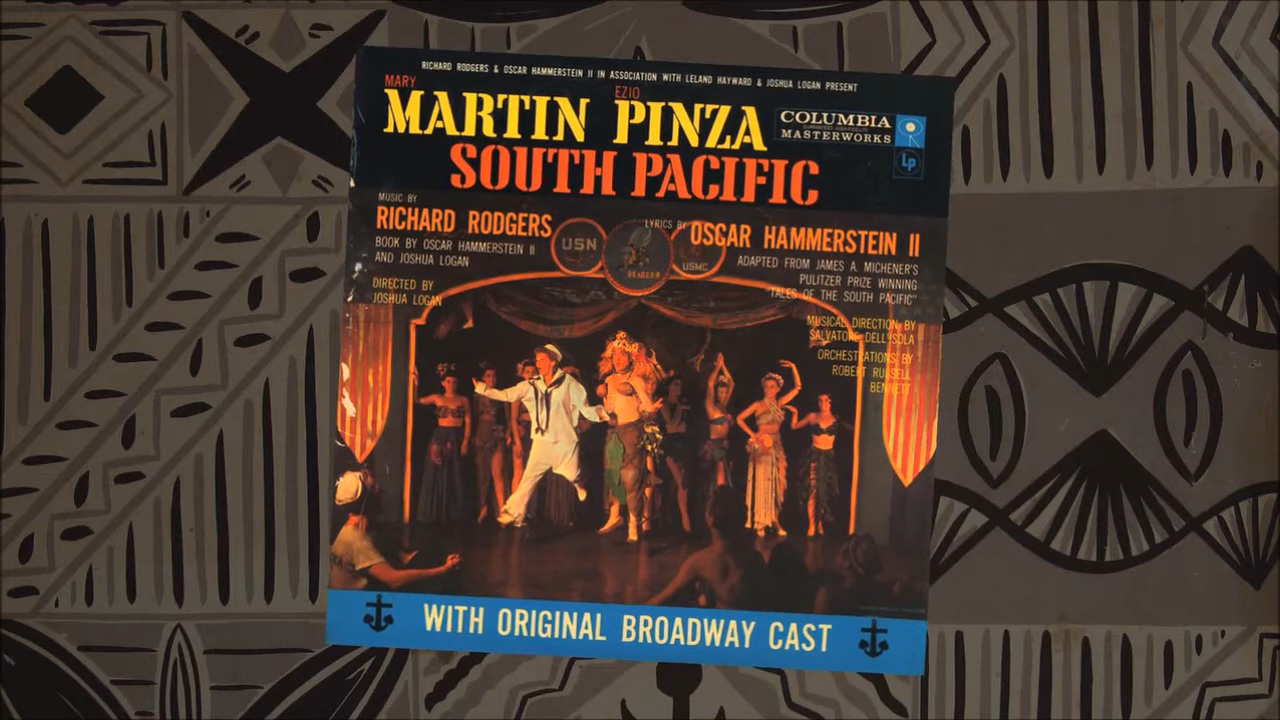 RICHARD RODGERS & OSCAR HAMMERSTEIN II IN ASSOCIATION WITH LELAND HAYWARD & JOSHUA LOGAN PRESENT
MARY
EZIO
MARTIN PINZA
COLUMBIA
GUARANTEED HIGH-FIDELITY
MASTERWORKS
Lp
SOUTH PACIFIC
MUSIC BY
RICHARD RODGERS
BOOK BY OSCAR HAMMERSTEIN II
AND JOSHUA LOGAN
DIRECTED BY
JOSHUA LOGAN
USN
SEABEES
USMC
LYRICS BY
OSCAR HAMMERSTEIN II
ADAPTED FROM JAMES A. MICHENER'S
PULITZER PRIZE WINNING
"TALES OF THE SOUTH PACIFIC"
MUSICAL DIRECTION BY
SALVATORE DELL'ISOLA
ORCHESTRATIONS BY
ROBERT RUSSELL
BENNETT
WITH ORIGINAL BROADWAY CAST